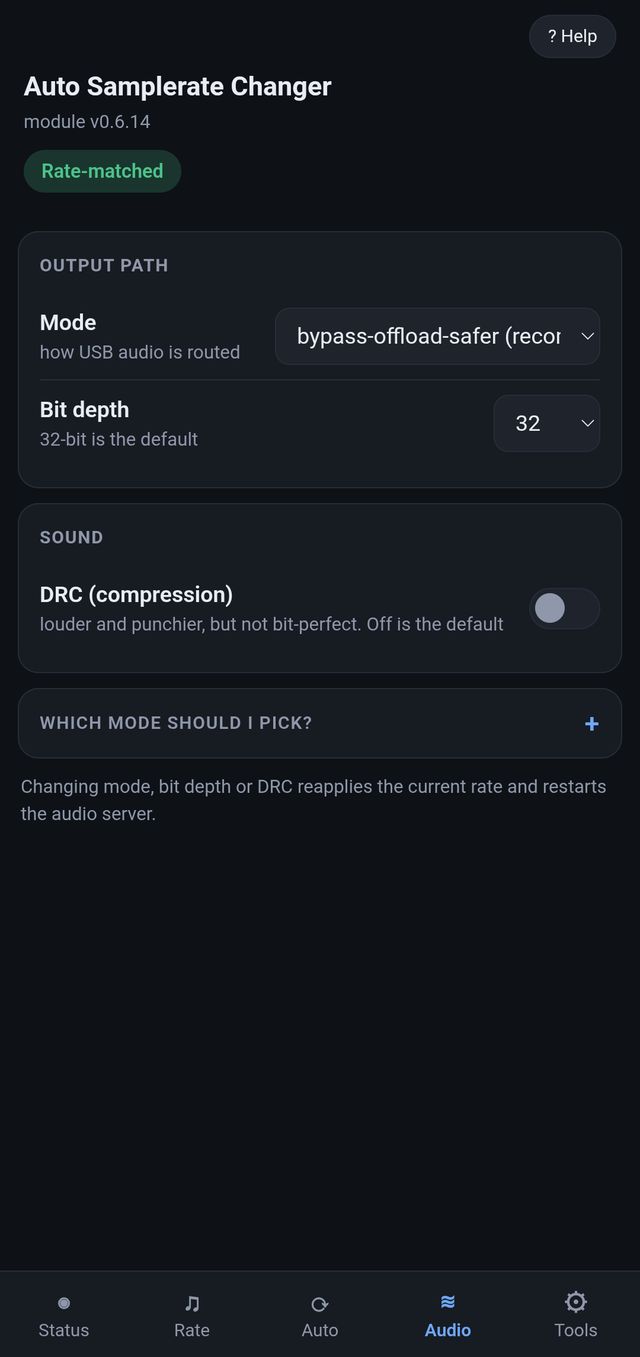 ? Help
Auto Samplerate Changer
module v0.6.14
Rate-matched
OUTPUT PATH
Mode
how USB audio is routed
bypass-offload-safer (recor
Bit depth
32-bit is the default
32
SOUND
DRC (compression)
louder and punchier, but not bit-perfect. Off is the default
WHICH MODE SHOULD I PICK?
+
Changing mode, bit depth or DRC reapplies the current rate and restarts
the audio server.
Status
Rate
Auto
Audio
Tools